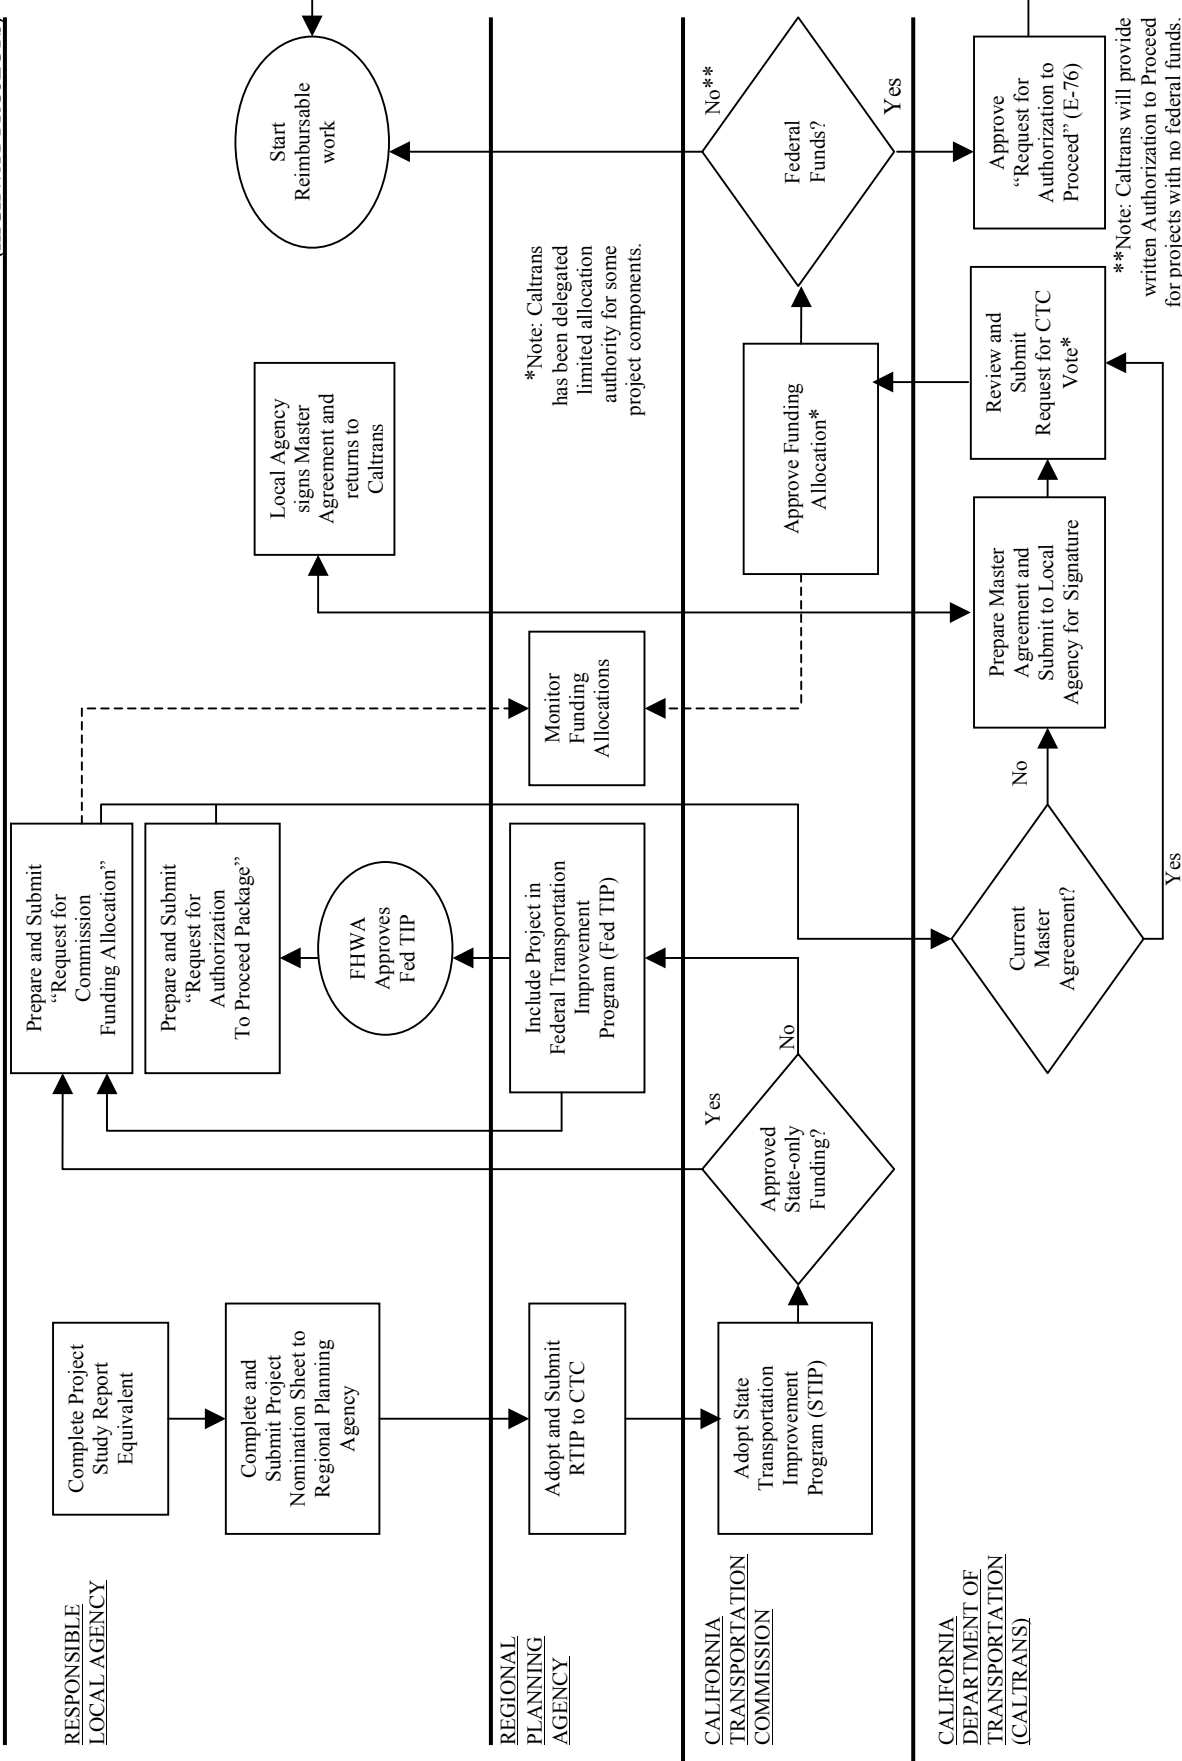 RESPONSIBLE
LOCAL AGENCY
Complete Project
Study Report
Equivalent
Complete and
Submit Project
Nomination Sheet to
Regional Planning
Agency
Prepare and Submit
“Request for
Commission
Funding Allocation”
Prepare and Submit
“Request for
Authorization
To Proceed Package”
FHWA
Approves
Fed TIP
Local Agency
signs Master
Agreement and
returns to
Caltrans
Start
Reimbursable
work
REGIONAL
PLANNING
AGENCY
Adopt and Submit
RTIP to CTC
Include Project in
Federal Transportation
Improvement
Program (Fed TIP)
Monitor
Funding
Allocations
*Note: Caltrans
has been delegated
limited allocation
authority for some
project components.
CALIFORNIA
TRANSPORTATION
COMMISSION
Adopt State
Transportation
Improvement
Program (STIP)
Approved
State-only
Funding?
Yes
No
Approve Funding
Allocation*
Federal
Funds?
No**
Yes
CALIFORNIA
DEPARTMENT OF
TRANSPORTATION
(CALTRANS)
Current
Master
Agreement?
No
Yes
Prepare Master
Agreement and
Submit to Local
Agency for Signature
Review and
Submit
Request for CTC
Vote*
Approve
“Request for
Authorization to
Proceed” (E-76)
**Note: Caltrans will provide
written Authorization to Proceed
for projects with no federal funds.